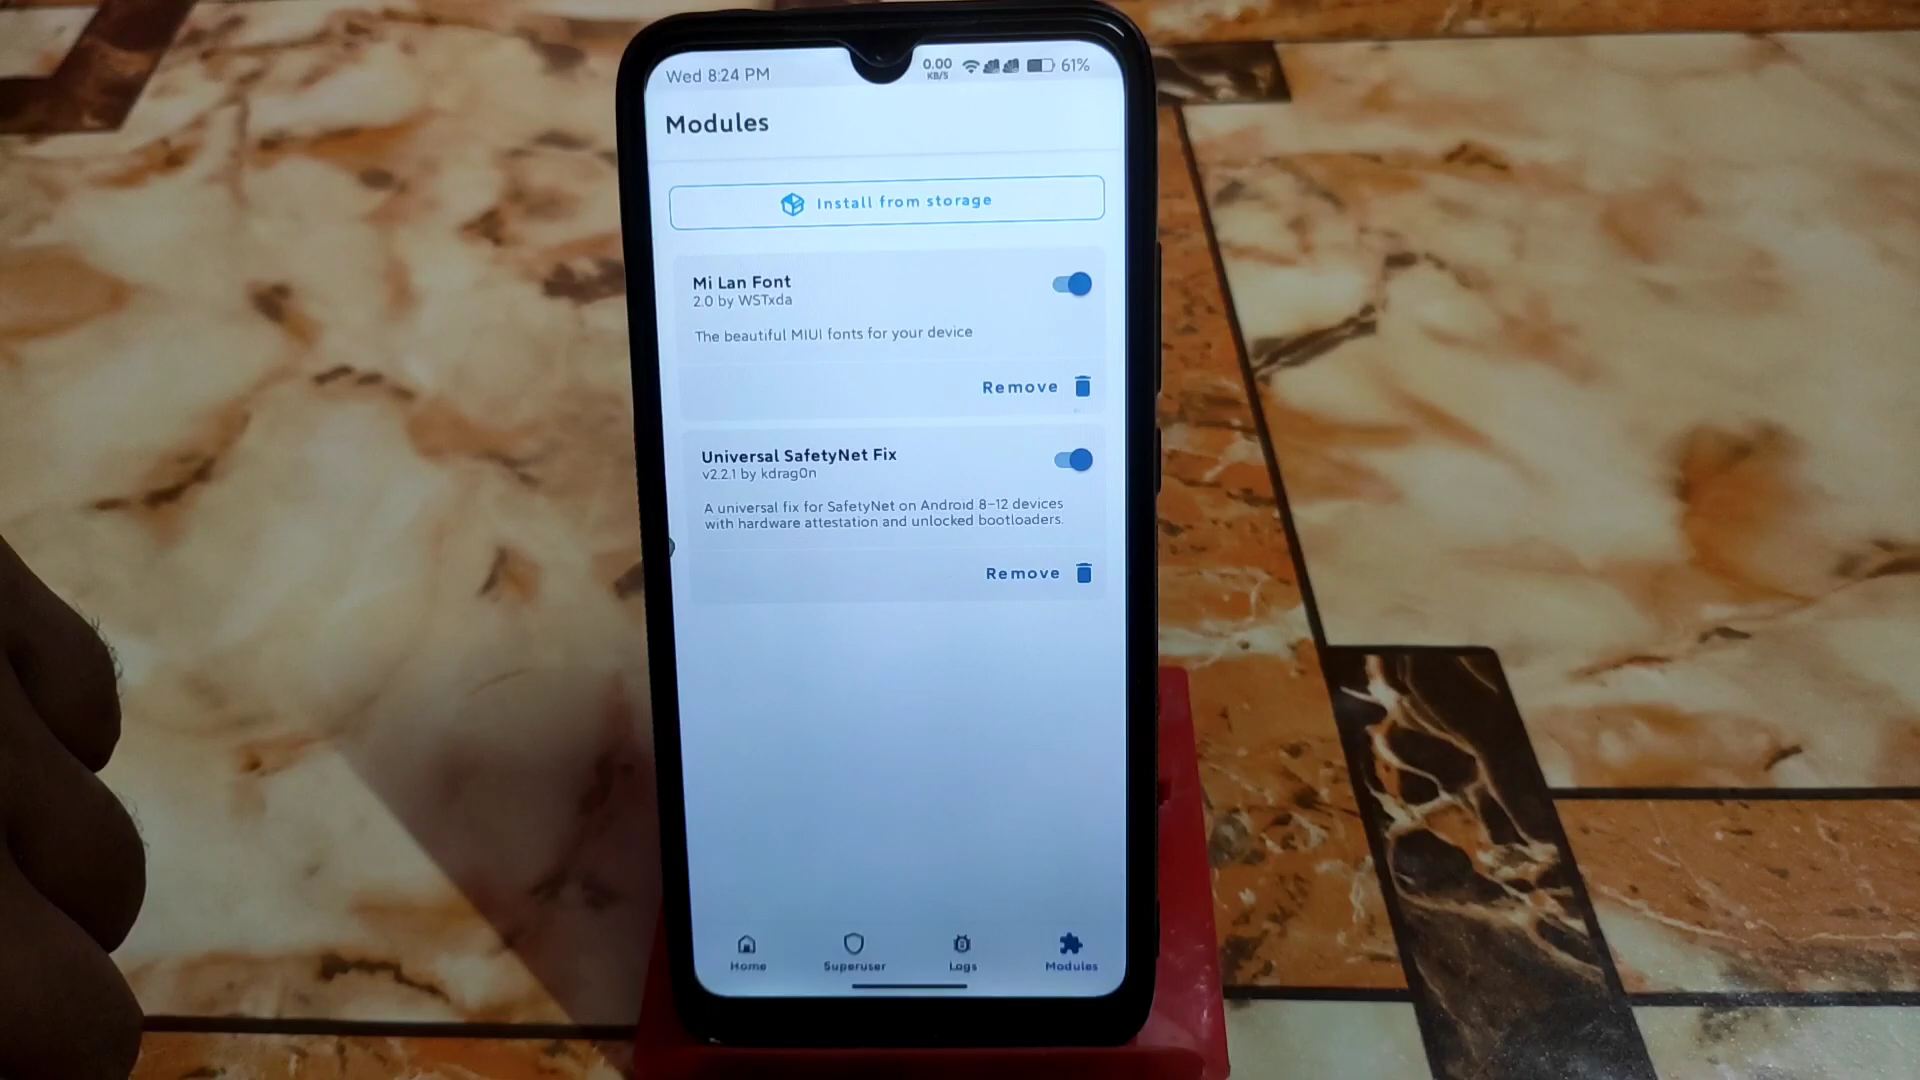 Wed 8:24 PM
0.00
KB/S
61%
Modules
Install from storage
Mi Lan Font
2.0 by WSTxda
The beautiful MIUI fonts for your device
Remove
Universal SafetyNet Fix
v2.2.1 by kdrag0n
A universal fix for SafetyNet on Android 8-12 devices
with hardware attestation and unlocked bootloaders.
Remove
Home
Superuser
Logs
Modules